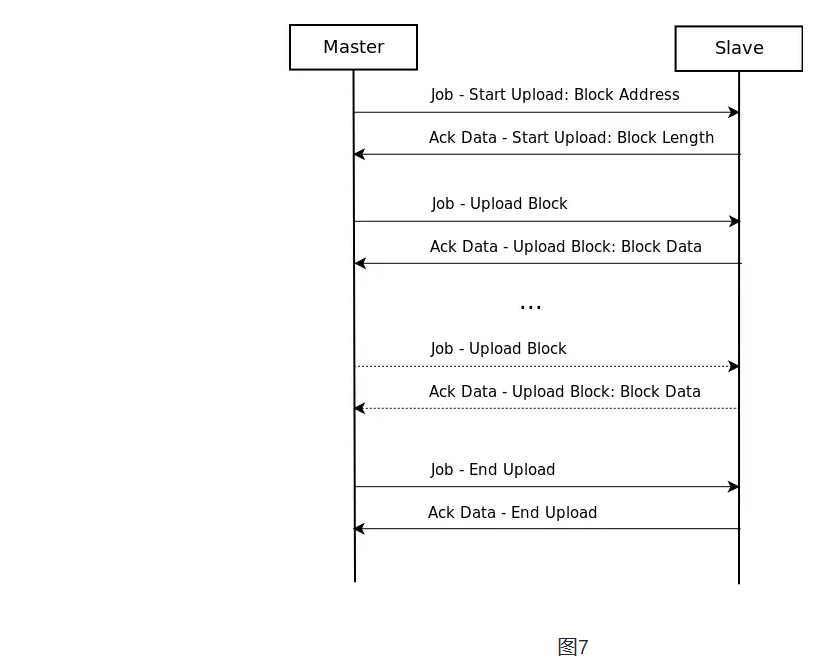 Master
Slave
Job - Start Upload: Block Address
Ack Data - Start Upload: Block Length
Job - Upload Block
Ack Data - Upload Block: Block Data
...
Job - Upload Block
Ack Data - Upload Block: Block Data
Job - End Upload
Ack Data - End Upload
图7